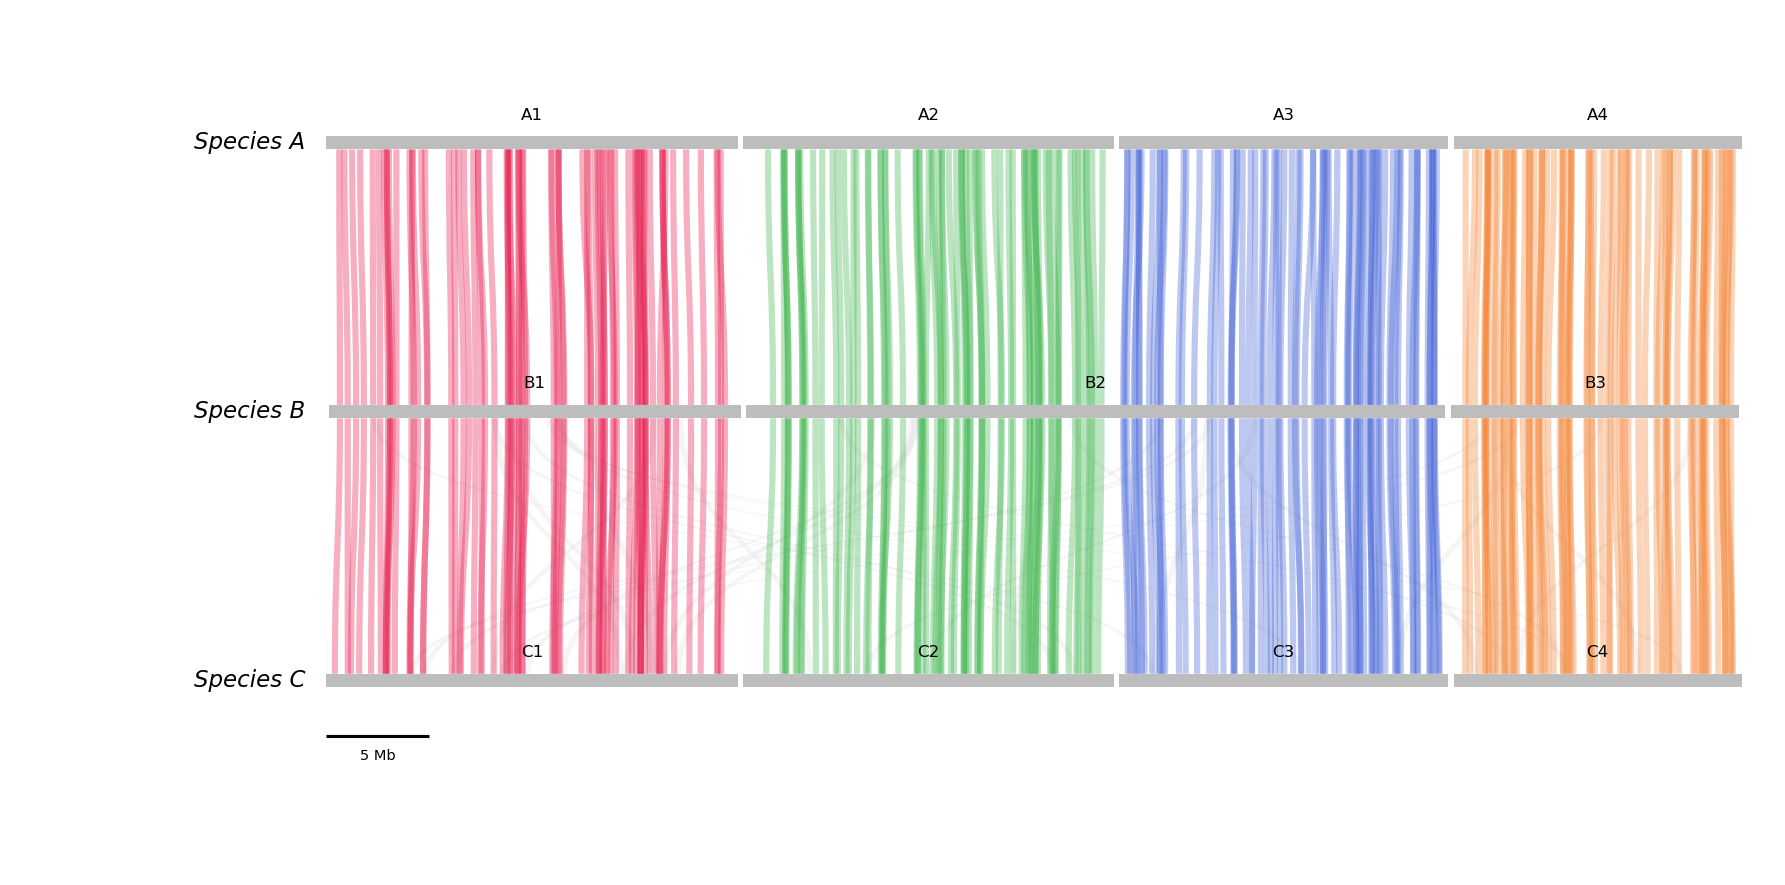 A1 A2 A3 A4
Species A
B1 B2 B3
Species B
C1 C2 C3 C4
Species C
5 Mb